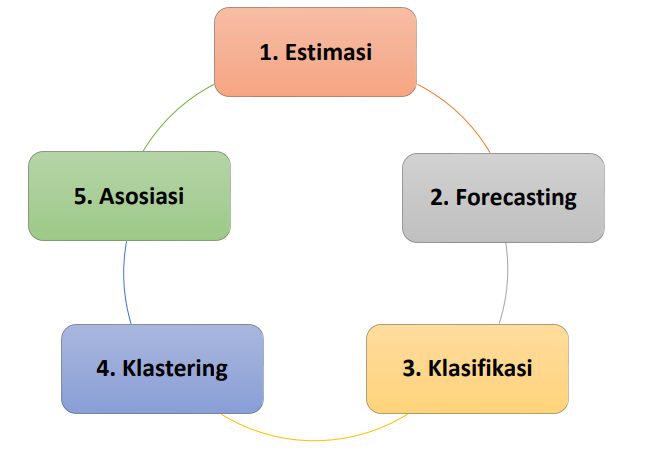 1. Estimasi
2. Forecasting
3. Klasifikasi
4. Klastering
5. Asosiasi